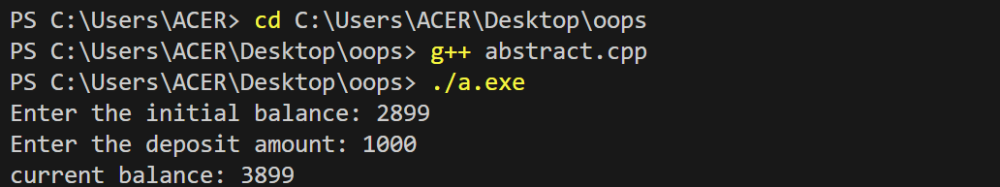 PS C:\Users\ACER> cd C:\Users\ACER\Desktop\oops
PS C:\Users\ACER\Desktop\oops> g++ abstract.cpp
PS C:\Users\ACER\Desktop\oops> ./a.exe
Enter the initial balance: 2899
Enter the deposit amount: 1000
current balance: 3899